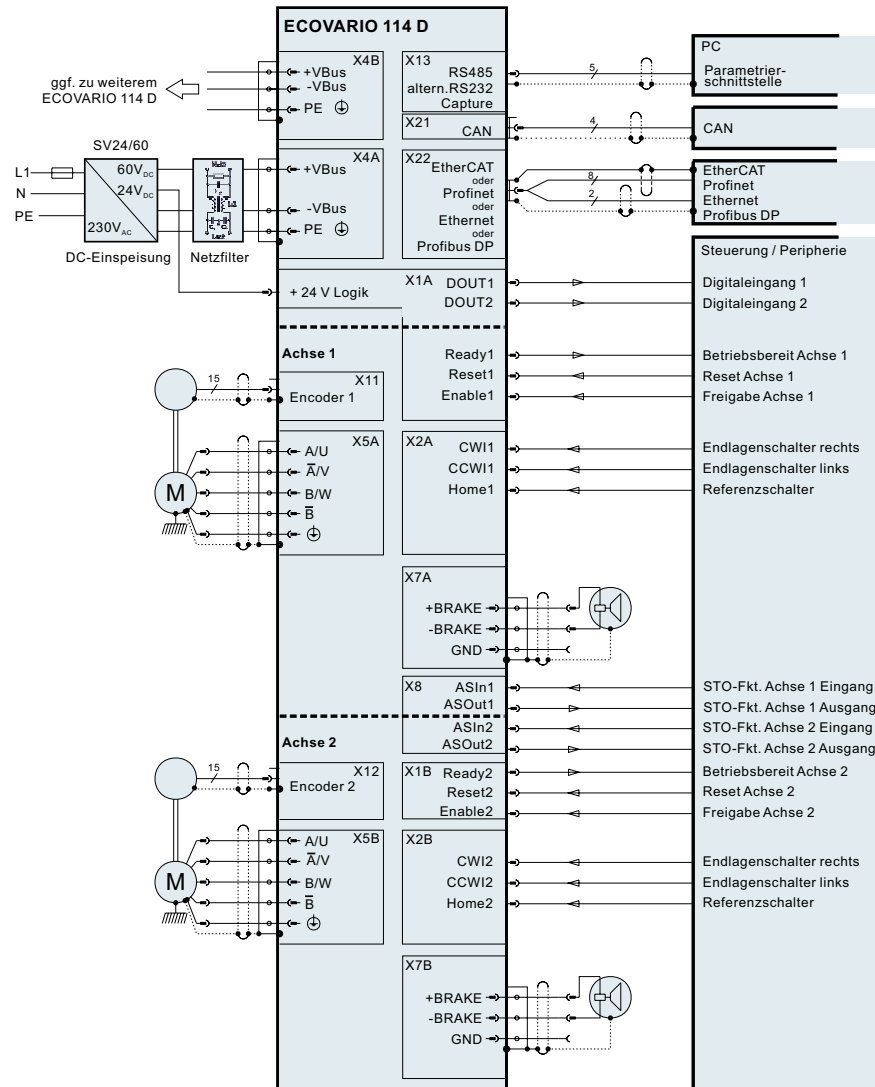 ECOVARIO 114 D
X4B
+VBus
-VBus
PE
ggf. zu weiterem
ECOVARIO 114 D
X13
RS485
altern.RS232
Capture
5
PC
Parametrier-
schnittstelle
X21
CAN
4
CAN
SV24/60
L1
N
PE
60VDC
24VDC
230VAC
DC-Einspeisung
Netzfilter
X4A
+VBus
-VBus
PE
X22
EtherCAT
oder
Profinet
oder
Ethernet
oder
Profibus DP
8
2
EtherCAT
Profinet
Ethernet
Profibus DP
Steuerung / Peripherie
+ 24 V Logik
X1A
DOUT1
DOUT2
Digitaleingang 1
Digitaleingang 2
Achse 1
Ready1
Reset1
Enable1
Betriebsbereit Achse 1
Reset Achse 1
Freigabe Achse 1
15
X11
Encoder 1
M
X5A
A/U
A̅/V
B/W
B̅
X2A
CWI1
CCWI1
Home1
Endlagenschalter rechts
Endlagenschalter links
Referenzschalter
X7A
+BRAKE
-BRAKE
GND
X8
ASIn1
ASOut1
ASIn2
ASOut2
STO-Fkt. Achse 1 Eingang
STO-Fkt. Achse 1 Ausgang
STO-Fkt. Achse 2 Eingang
STO-Fkt. Achse 2 Ausgang
Achse 2
15
X12
Encoder 2
X1B
Ready2
Reset2
Enable2
Betriebsbereit Achse 2
Reset Achse 2
Freigabe Achse 2
M
X5B
A/U
A̅/V
B/W
B̅
X2B
CWI2
CCWI2
Home2
Endlagenschalter rechts
Endlagenschalter links
Referenzschalter
X7B
+BRAKE
-BRAKE
GND